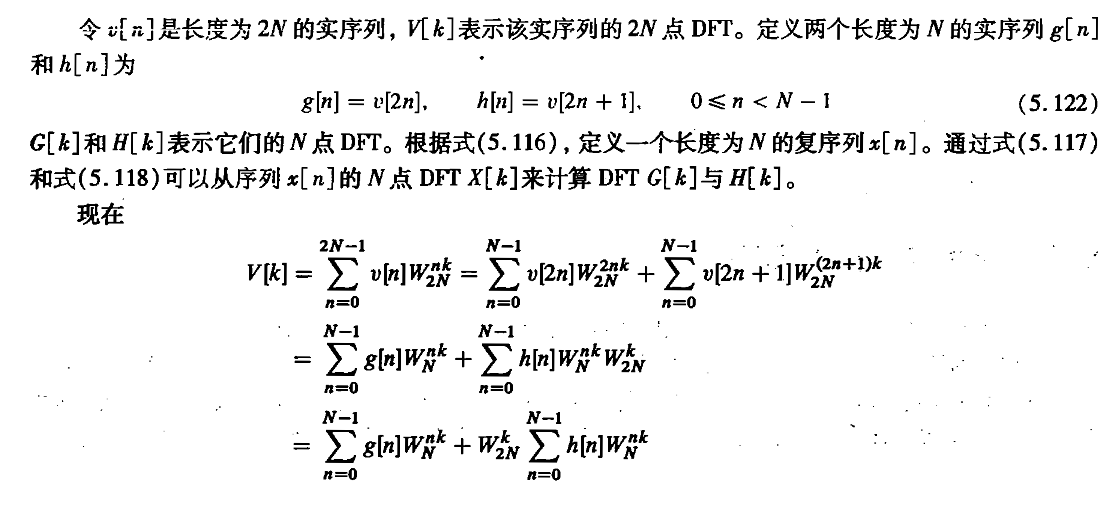 令 v[n]是长度为 2N 的实序列，V[k]表示该实序列的 2N 点 DFT。定义两个长度为 N 的实序列 g[n]
和 h[n]为
g[n] = v[2n],  h[n] = v[2n + 1],  0 ≤ n < N − 1  (5.122)
G[k]和 H[k]表示它们的 N 点 DFT。根据式(5.116)，定义一个长度为 N 的复序列 x[n]。通过式(5.117)
和式(5.118)可以从序列 x[n]的 N 点 DFT X[k]来计算 DFT G[k]与 H[k]。
现在
V[k] = \sum_{n=0}^{2N-1} v[n]W_{2N}^{nk} = \sum_{n=0}^{N-1} v[2n]W_{2N}^{2nk} + \sum_{n=0}^{N-1} v[2n + 1]W_{2N}^{(2n+1)k}
= \sum_{n=0}^{N-1} g[n]W_N^{nk} + \sum_{n=0}^{N-1} h[n]W_N^{nk}W_{2N}^{k}
= \sum_{n=0}^{N-1} g[n]W_N^{nk} + W_{2N}^{k} \sum_{n=0}^{N-1} h[n]W_N^{nk}